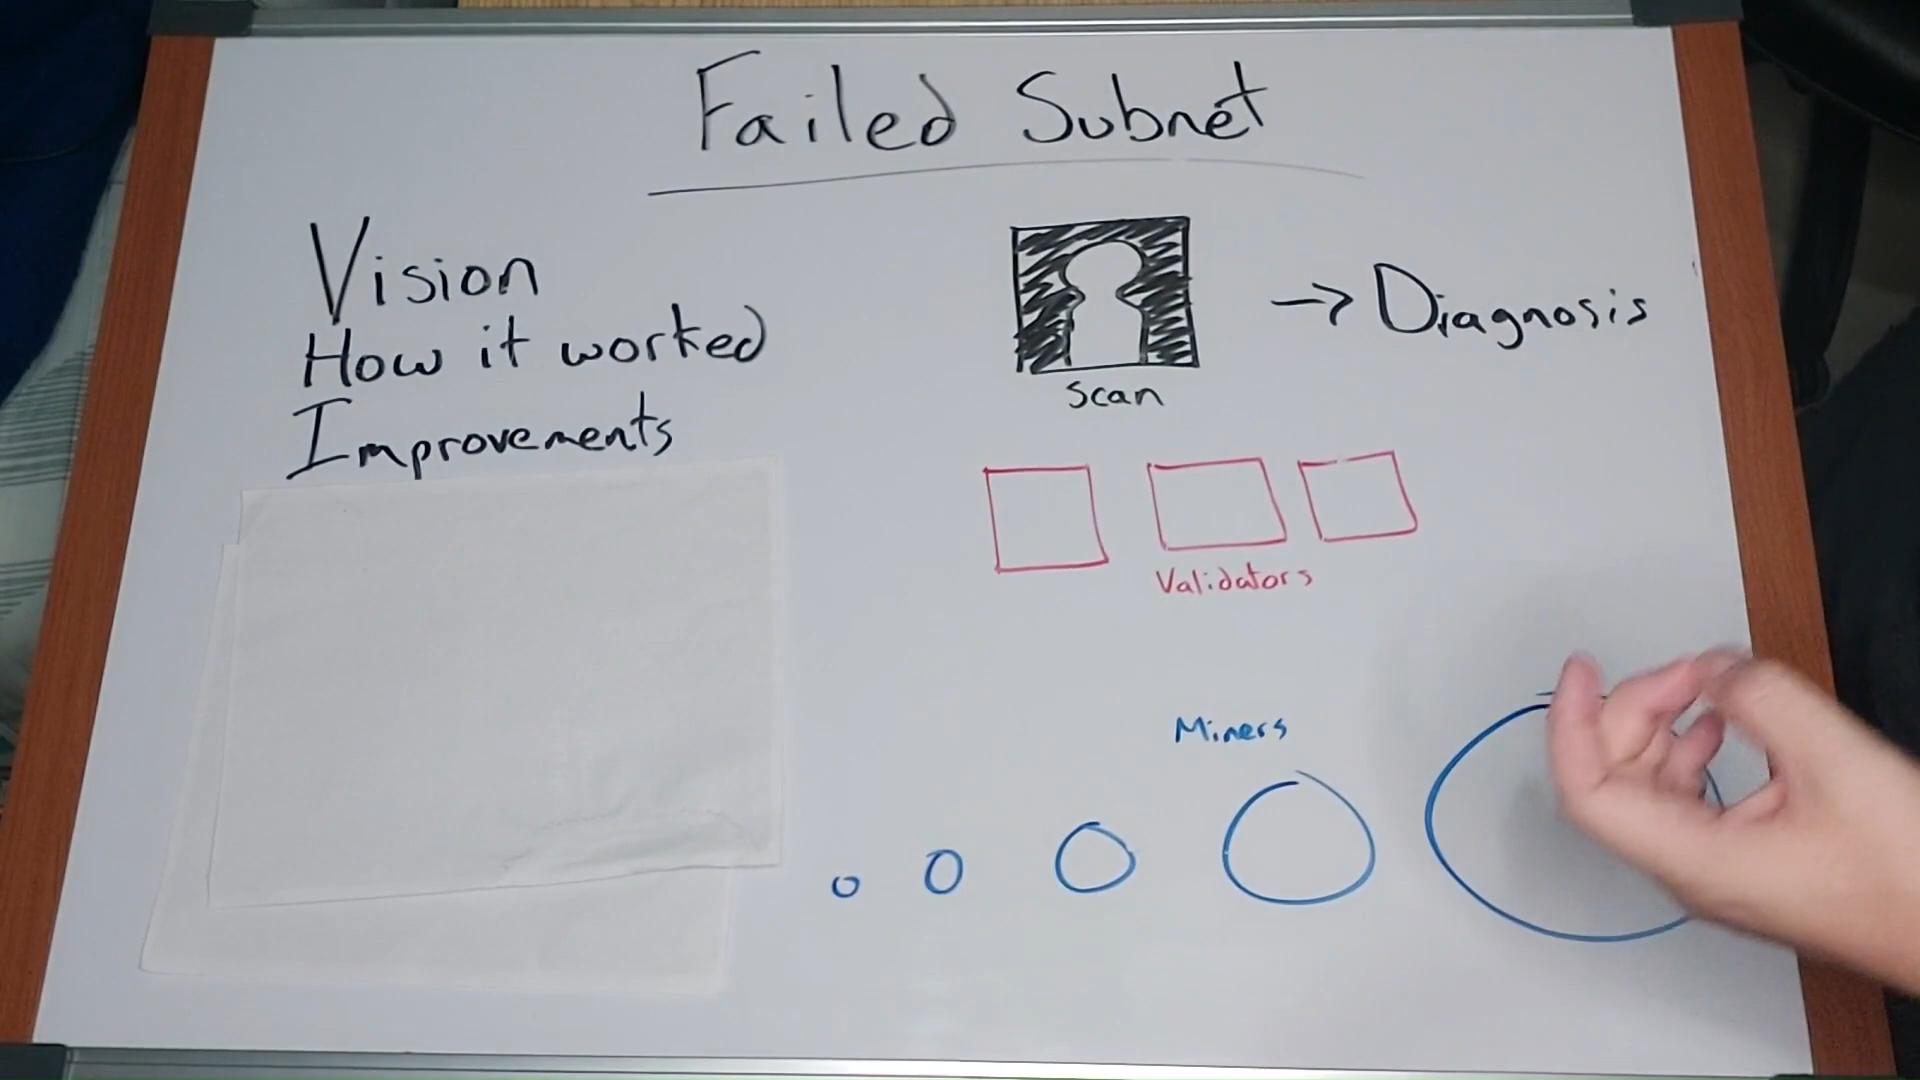 Failed Subnet
Vision
How it worked
Improvements
Scan
→ Diagnosis
Validators
Miners